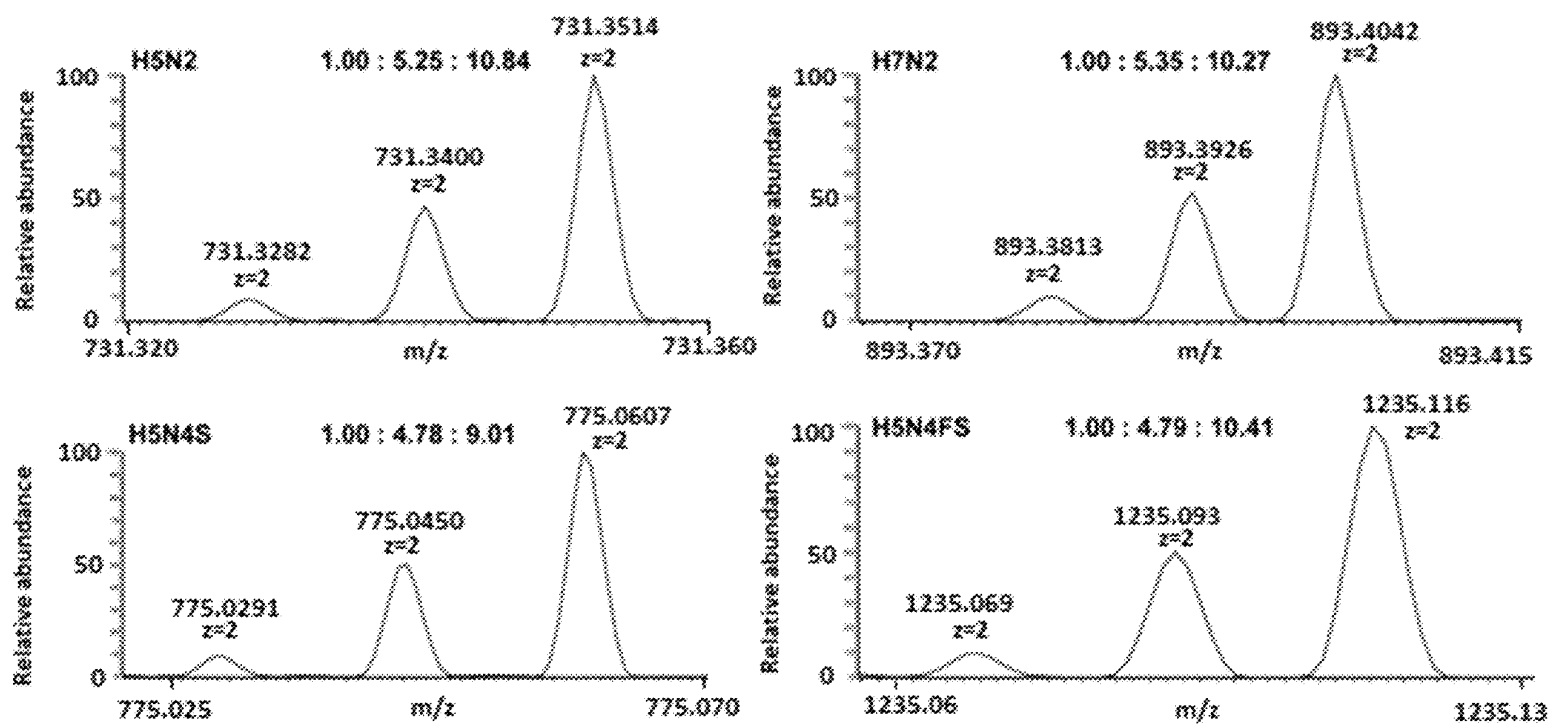 731.3514
z=2
H5N2
1.00 : 5.25 : 10.84
100
731.3400
z=2
50
731.3282
z=2
0
731.320
m/z
731.360
Relative abundance
893.4042
z=2
H7N2
1.00 : 5.35 : 10.27
100
893.3926
z=2
50
893.3813
z=2
0
893.370
m/z
893.415
Relative abundance
775.0607
z=2
H5N4S
1.00 : 4.78 : 9.01
100
775.0450
z=2
50
775.0291
z=2
0
775.025
m/z
775.070
Relative abundance
1235.116
z=2
H5N4FS
1.00 : 4.79 : 10.41
100
1235.093
z=2
50
1235.069
z=2
0
1235.06
m/z
1235.13
Relative abundance